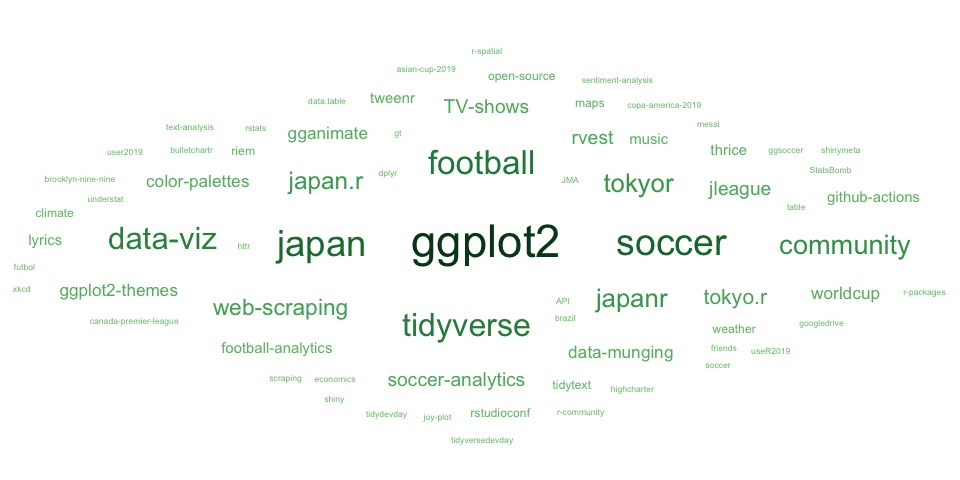 r-spatial
asian-cup-2019
open-source
sentiment-analysis
data.table
tweenr
TV-shows
maps
copa-america-2019
text-analysis
rstats
gganimate
gt
rvest
music
messi
user2019
bulletchartr
riem
football
thrice
ggsoccer
shinymeta
brooklyn-nine-nine
color-palettes
japan.r
dplyr
JMA
tokyor
jleague
StatsBomb
understat
github-actions
climate
table
lyrics
data-viz
httr
japan
ggplot2
soccer
community
futbol
xkcd
ggplot2-themes
web-scraping
API
japanr
tokyo.r
worldcup
r-packages
canada-premier-league
tidyverse
brazil
weather
googledrive
football-analytics
data-munging
friends
useR2019
soccer
scraping
economics
soccer-analytics
tidytext
highcharter
shiny
tidydevday
joy-plot
rstudioconf
r-community
tidyversedevday